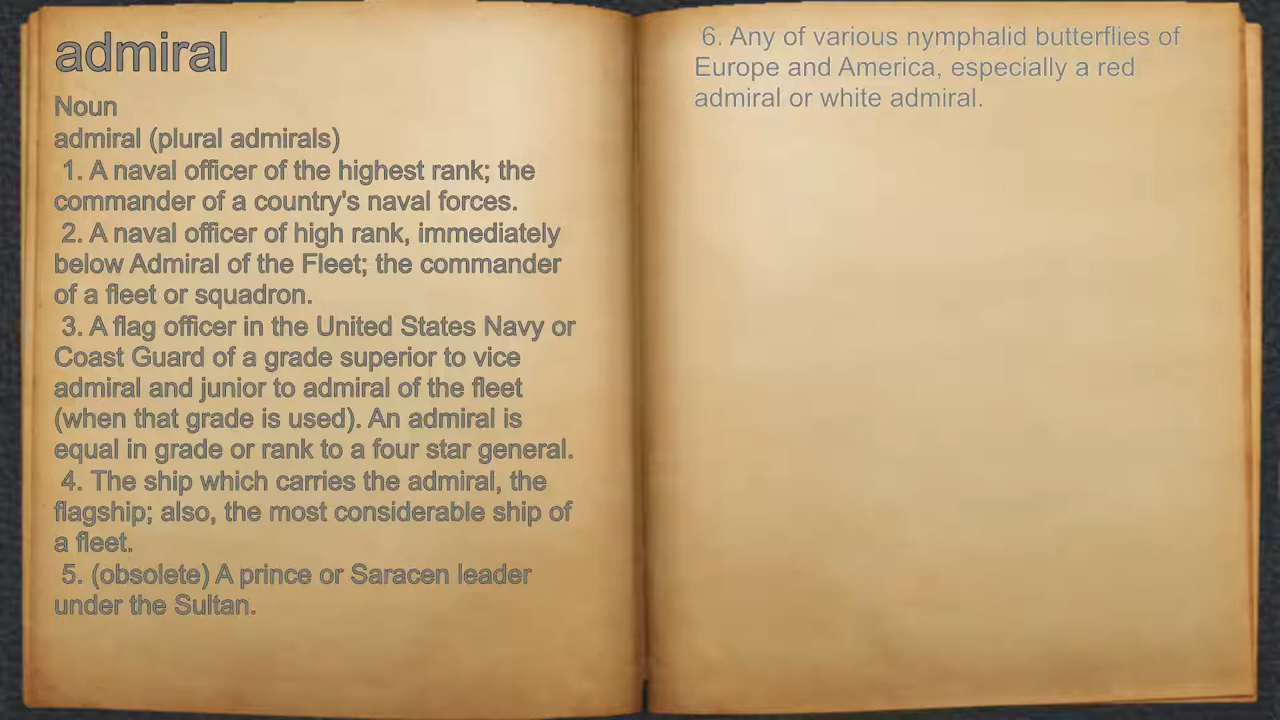 admiral
Noun
admiral (plural admirals)
1. A naval officer of the highest rank; the
commander of a country's naval forces.
2. A naval officer of high rank, immediately
below Admiral of the Fleet; the commander
of a fleet or squadron.
3. A flag officer in the United States Navy or
Coast Guard of a grade superior to vice
admiral and junior to admiral of the fleet
(when that grade is used). An admiral is
equal in grade or rank to a four star general.
4. The ship which carries the admiral, the
flagship; also, the most considerable ship of
a fleet.
5. (obsolete) A prince or Saracen leader
under the Sultan.
6. Any of various nymphalid butterflies of
Europe and America, especially a red
admiral or white admiral.